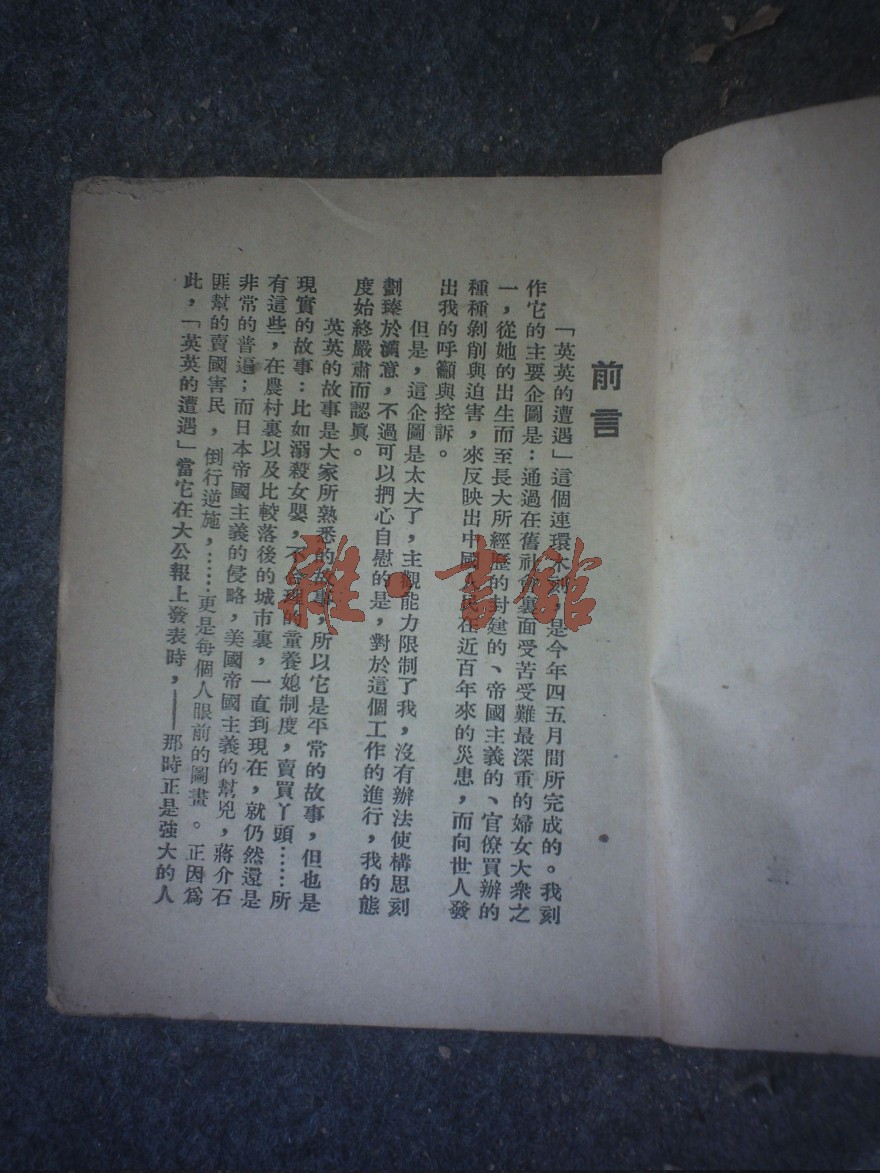 前言
「英英的遭遇」這個連環木刻，是今年四五月間所完成的。我刻
作它的主要企圖是：通過在舊社會裏面受苦受難最深重的婦女大衆之
一，從她的出生而至長大所經歷的封建的、帝國主義的、官僚買辦的
種種剝削與迫害，來反映出中國人民在近百年來的災患，而向世人發
出我的呼籲與控訴。
但是，這企圖是太大了，主觀能力限制了我，沒有辦法使構思刻
劃臻於滿意，不過可以捫心自慰的是，對於這個工作的進行，我的態
度始終嚴肅而認眞。
英英的故事是大家所熟悉的故事，所以它是平常的故事，但也是
現實的故事：比如溺殺女嬰，不合理的童養媳制度，賣買丫頭……所
有這些，在農村裏以及比較落後的城市裏，一直到現在，就仍然還是
非常的普遍；而日本帝國主義的侵略，美國帝國主義的幫兇，蔣介石
匪幫的賣國害民，倒行逆施，……更是每個人眼前的圖畫。正因爲
此，「英英的遭遇」當它在大公報上發表時，——那時正是強大的人
雜·書館